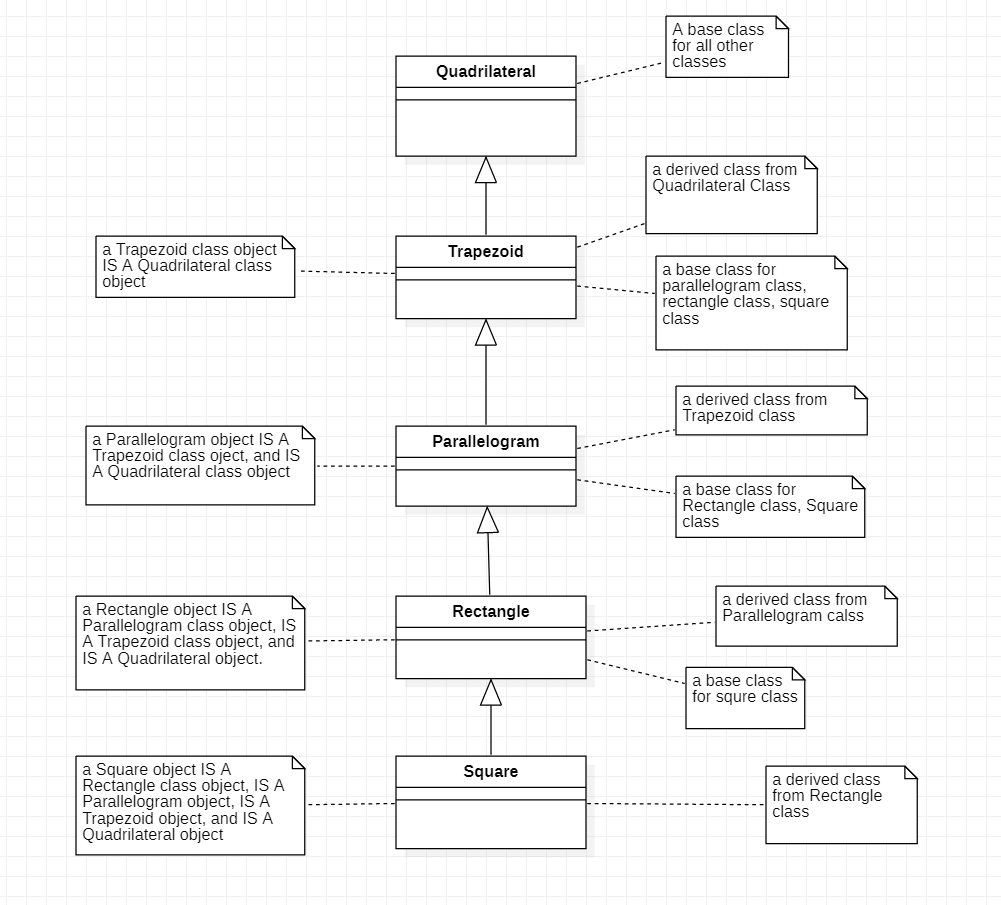 A base class
for all other
classes
Quadrilateral
a derived class from
Quadrilateral Class
a Trapezoid class object
IS A Quadrilateral class
object
Trapezoid
a base class for
parallelogram class,
rectangle class, square
class
a derived class from
Trapezoid class
a Parallelogram object IS A
Trapezoid class oject, and IS
A Quadrilateral class object
Parallelogram
a base class for
Rectangle class, Square
class
a Rectangle object IS A
Parallelogram class object, IS
A Trapezoid class object, and
IS A Quadrilateral object.
Rectangle
a derived class from
Parallelogram calss
a base class
for squre class
a Square object IS A
Rectangle class object, IS A
Parallelogram object, IS A
Trapezoid object, and IS A
Quadrilateral object
Square
a derived class
from Rectangle
class